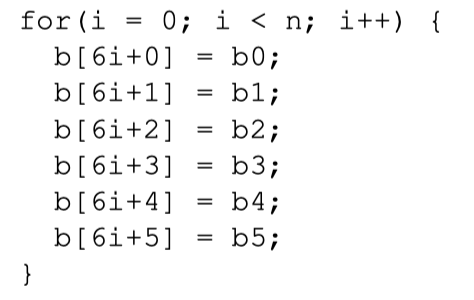 for(i = 0; i < n; i++) {
  b[6i+0] = b0;
  b[6i+1] = b1;
  b[6i+2] = b2;
  b[6i+3] = b3;
  b[6i+4] = b4;
  b[6i+5] = b5;
}